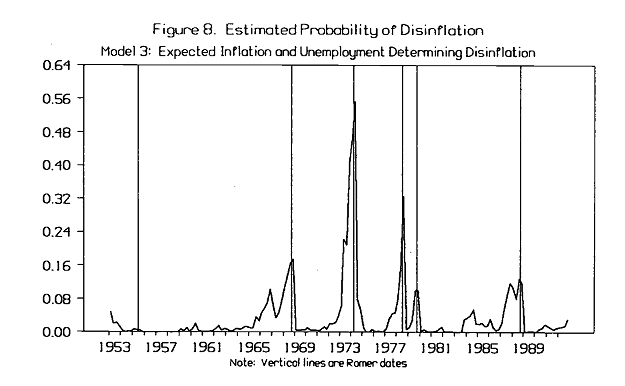 Figure 8. Estimated Probability of Disinflation
Model 3: Expected Inflation and Unemployment Determining Disinflation
0.64
0.56
0.48
0.40
0.32
0.24
0.16
0.08
0.00
1953 1957 1961 1965 1969 1973 1977 1981 1985 1989
Note: Vertical lines are Romer dates